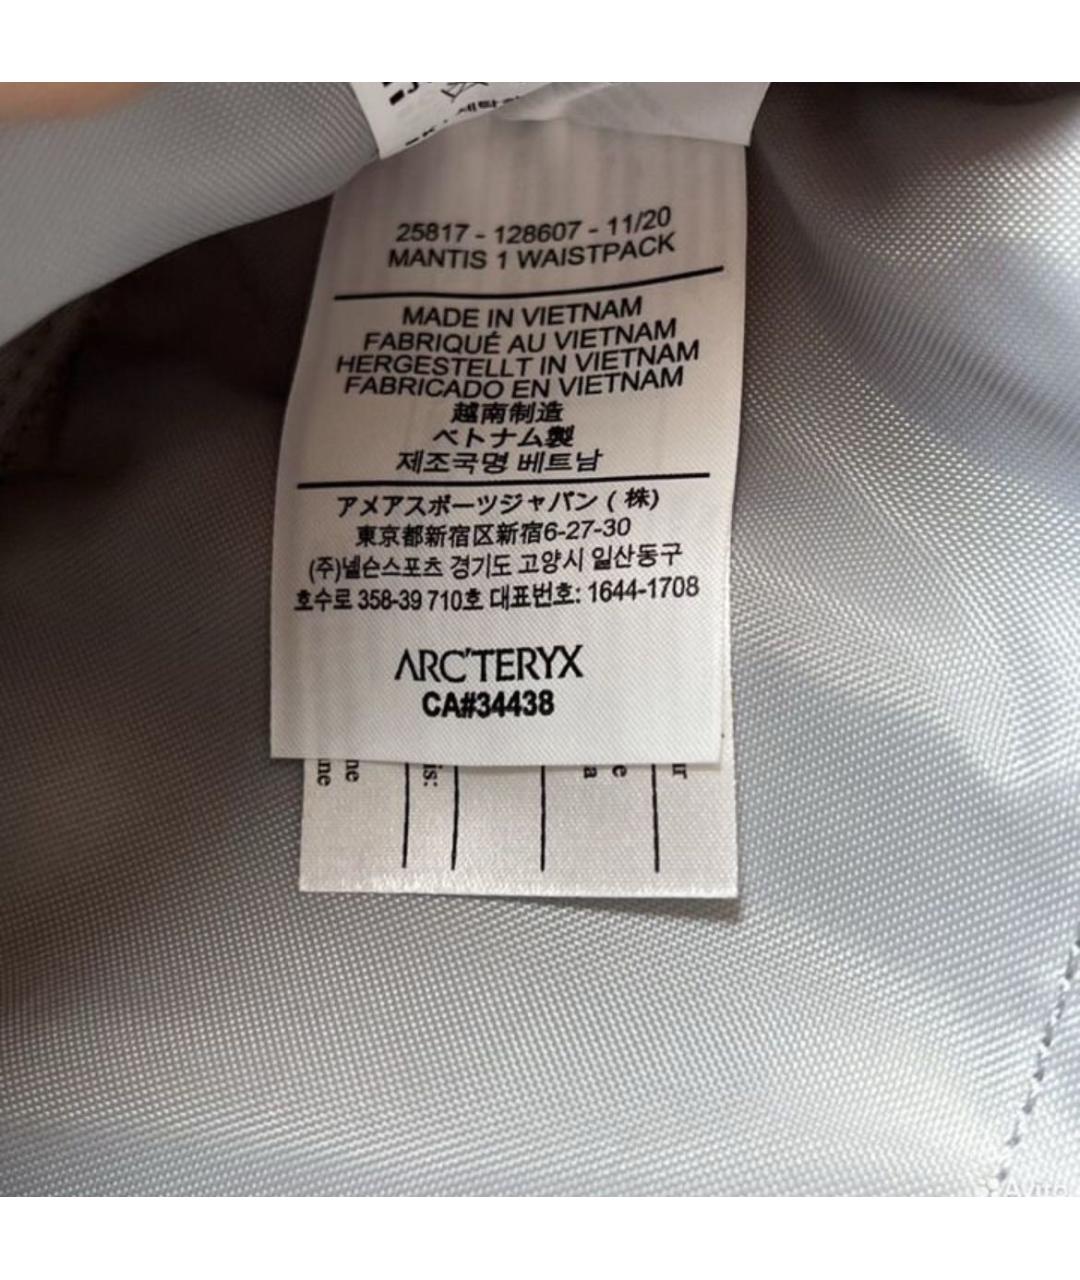 세탁
25817 - 128607 - 11/20
MANTIS 1 WAISTPACK
MADE IN VIETNAM
FABRIQUÉ AU VIETNAM
HERGESTELLT IN VIETNAM
FABRICADO EN VIETNAM
越南制造
ベトナム製
제조국명 베트남
アメアスポーツジャパン ( 株)
東京都新宿区新宿6-27-30
(주)넬슨스포츠 경기도 고양시 일산동구
호수로 358-39 710호 대표번호: 1644-1708
ARC'TERYX
CA#34438
is:
Avito